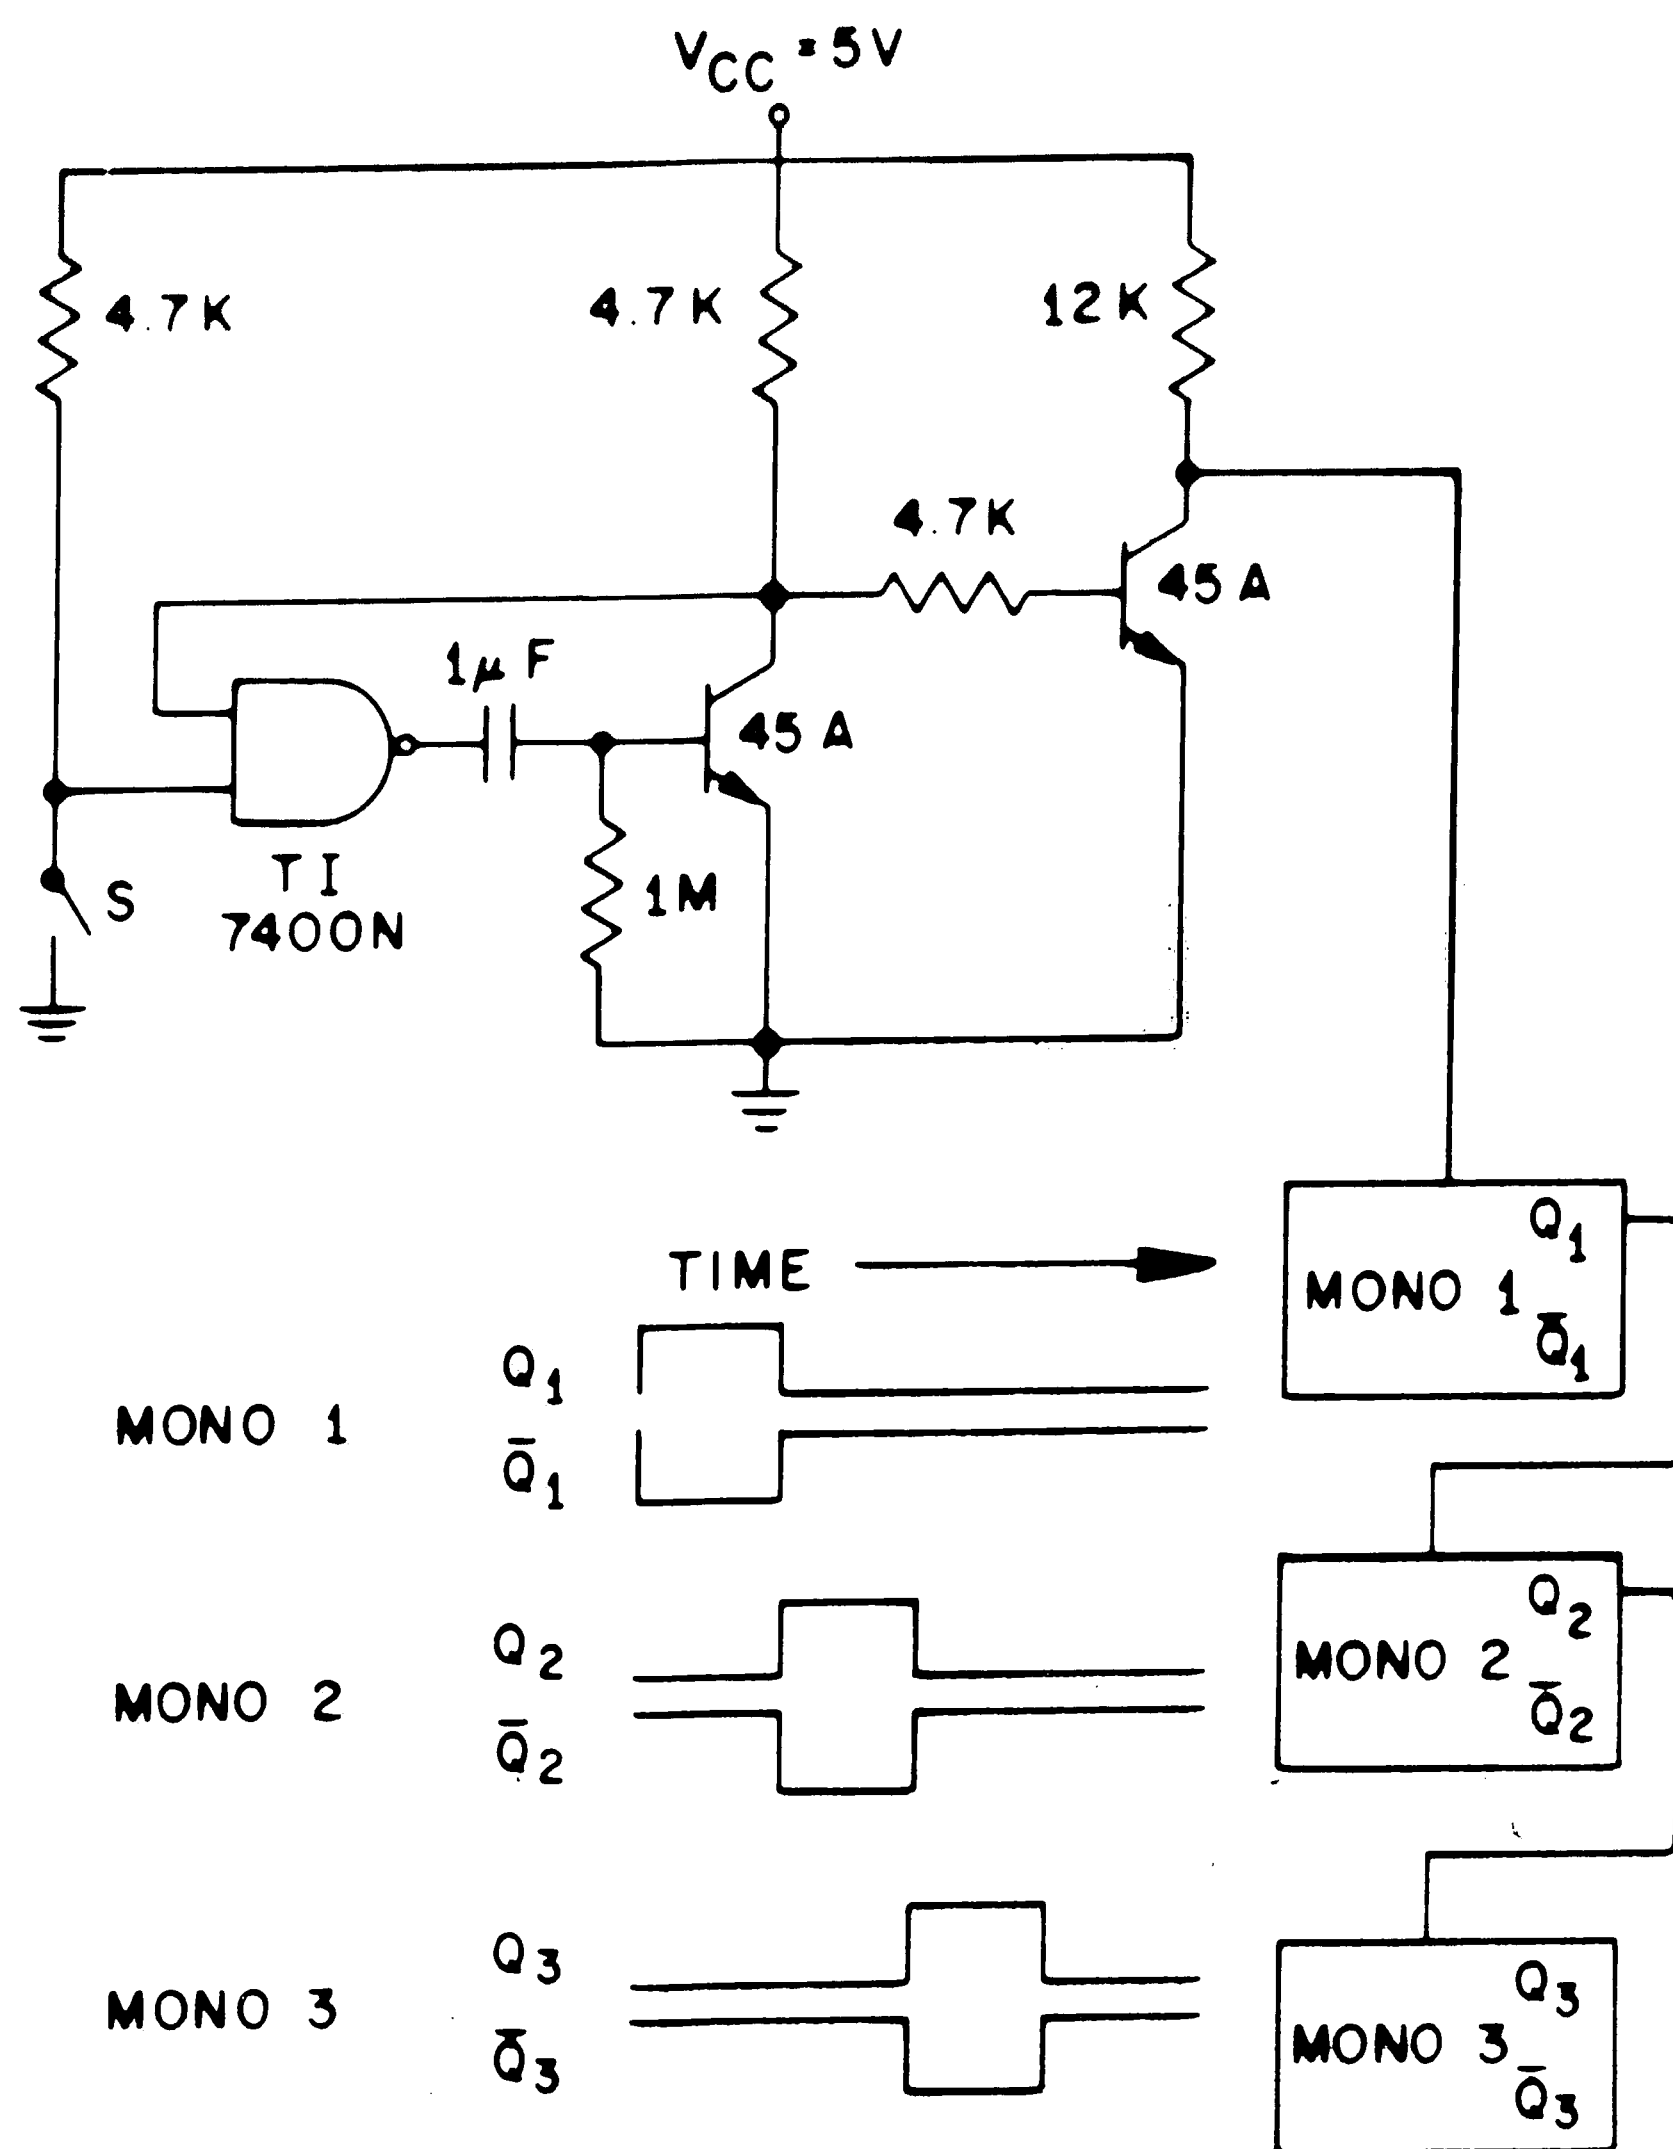 VCC = 5V
4.7K
4.7K
12K
4.7K
45A
1μF
45A
1M
S
TI
7400N
TIME
Q1
MONO 1
Q̄1
Q1
MONO 1
Q̄1
Q2
MONO 2
Q̄2
Q2
MONO 2
Q̄2
Q3
MONO 3
Q̄3
Q3
MONO 3
Q̄3